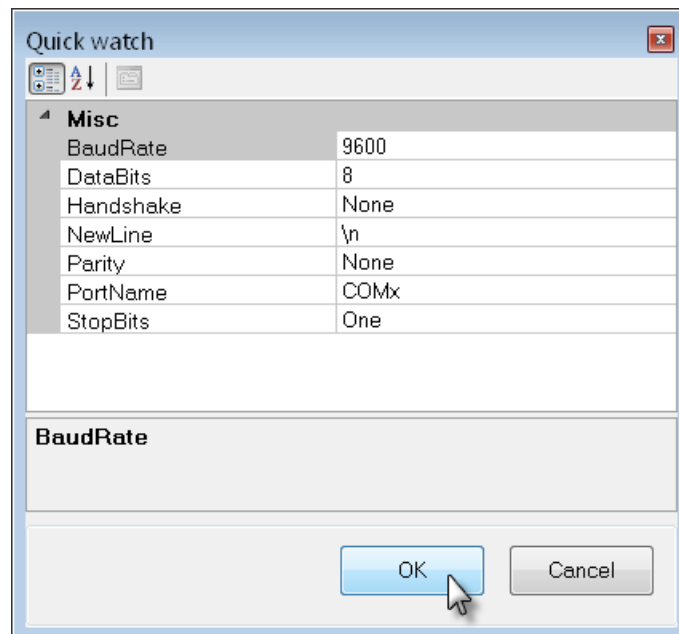 Quick watch
Misc
BaudRate 9600
DataBits 8
Handshake None
NewLine \n
Parity None
PortName COMx
StopBits One
BaudRate
OK Cancel